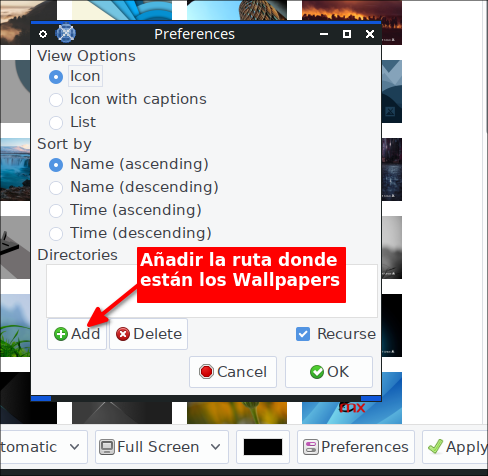 Preferences
View Options
Icon
Icon with captions
List
Sort by
Name (ascending)
Name (descending)
Time (ascending)
Time (descending)
Directories
Añadir la ruta donde
están los Wallpapers
Add
Delete
Recurse
Cancel
OK
tomatic
Full Screen
Preferences
Apply